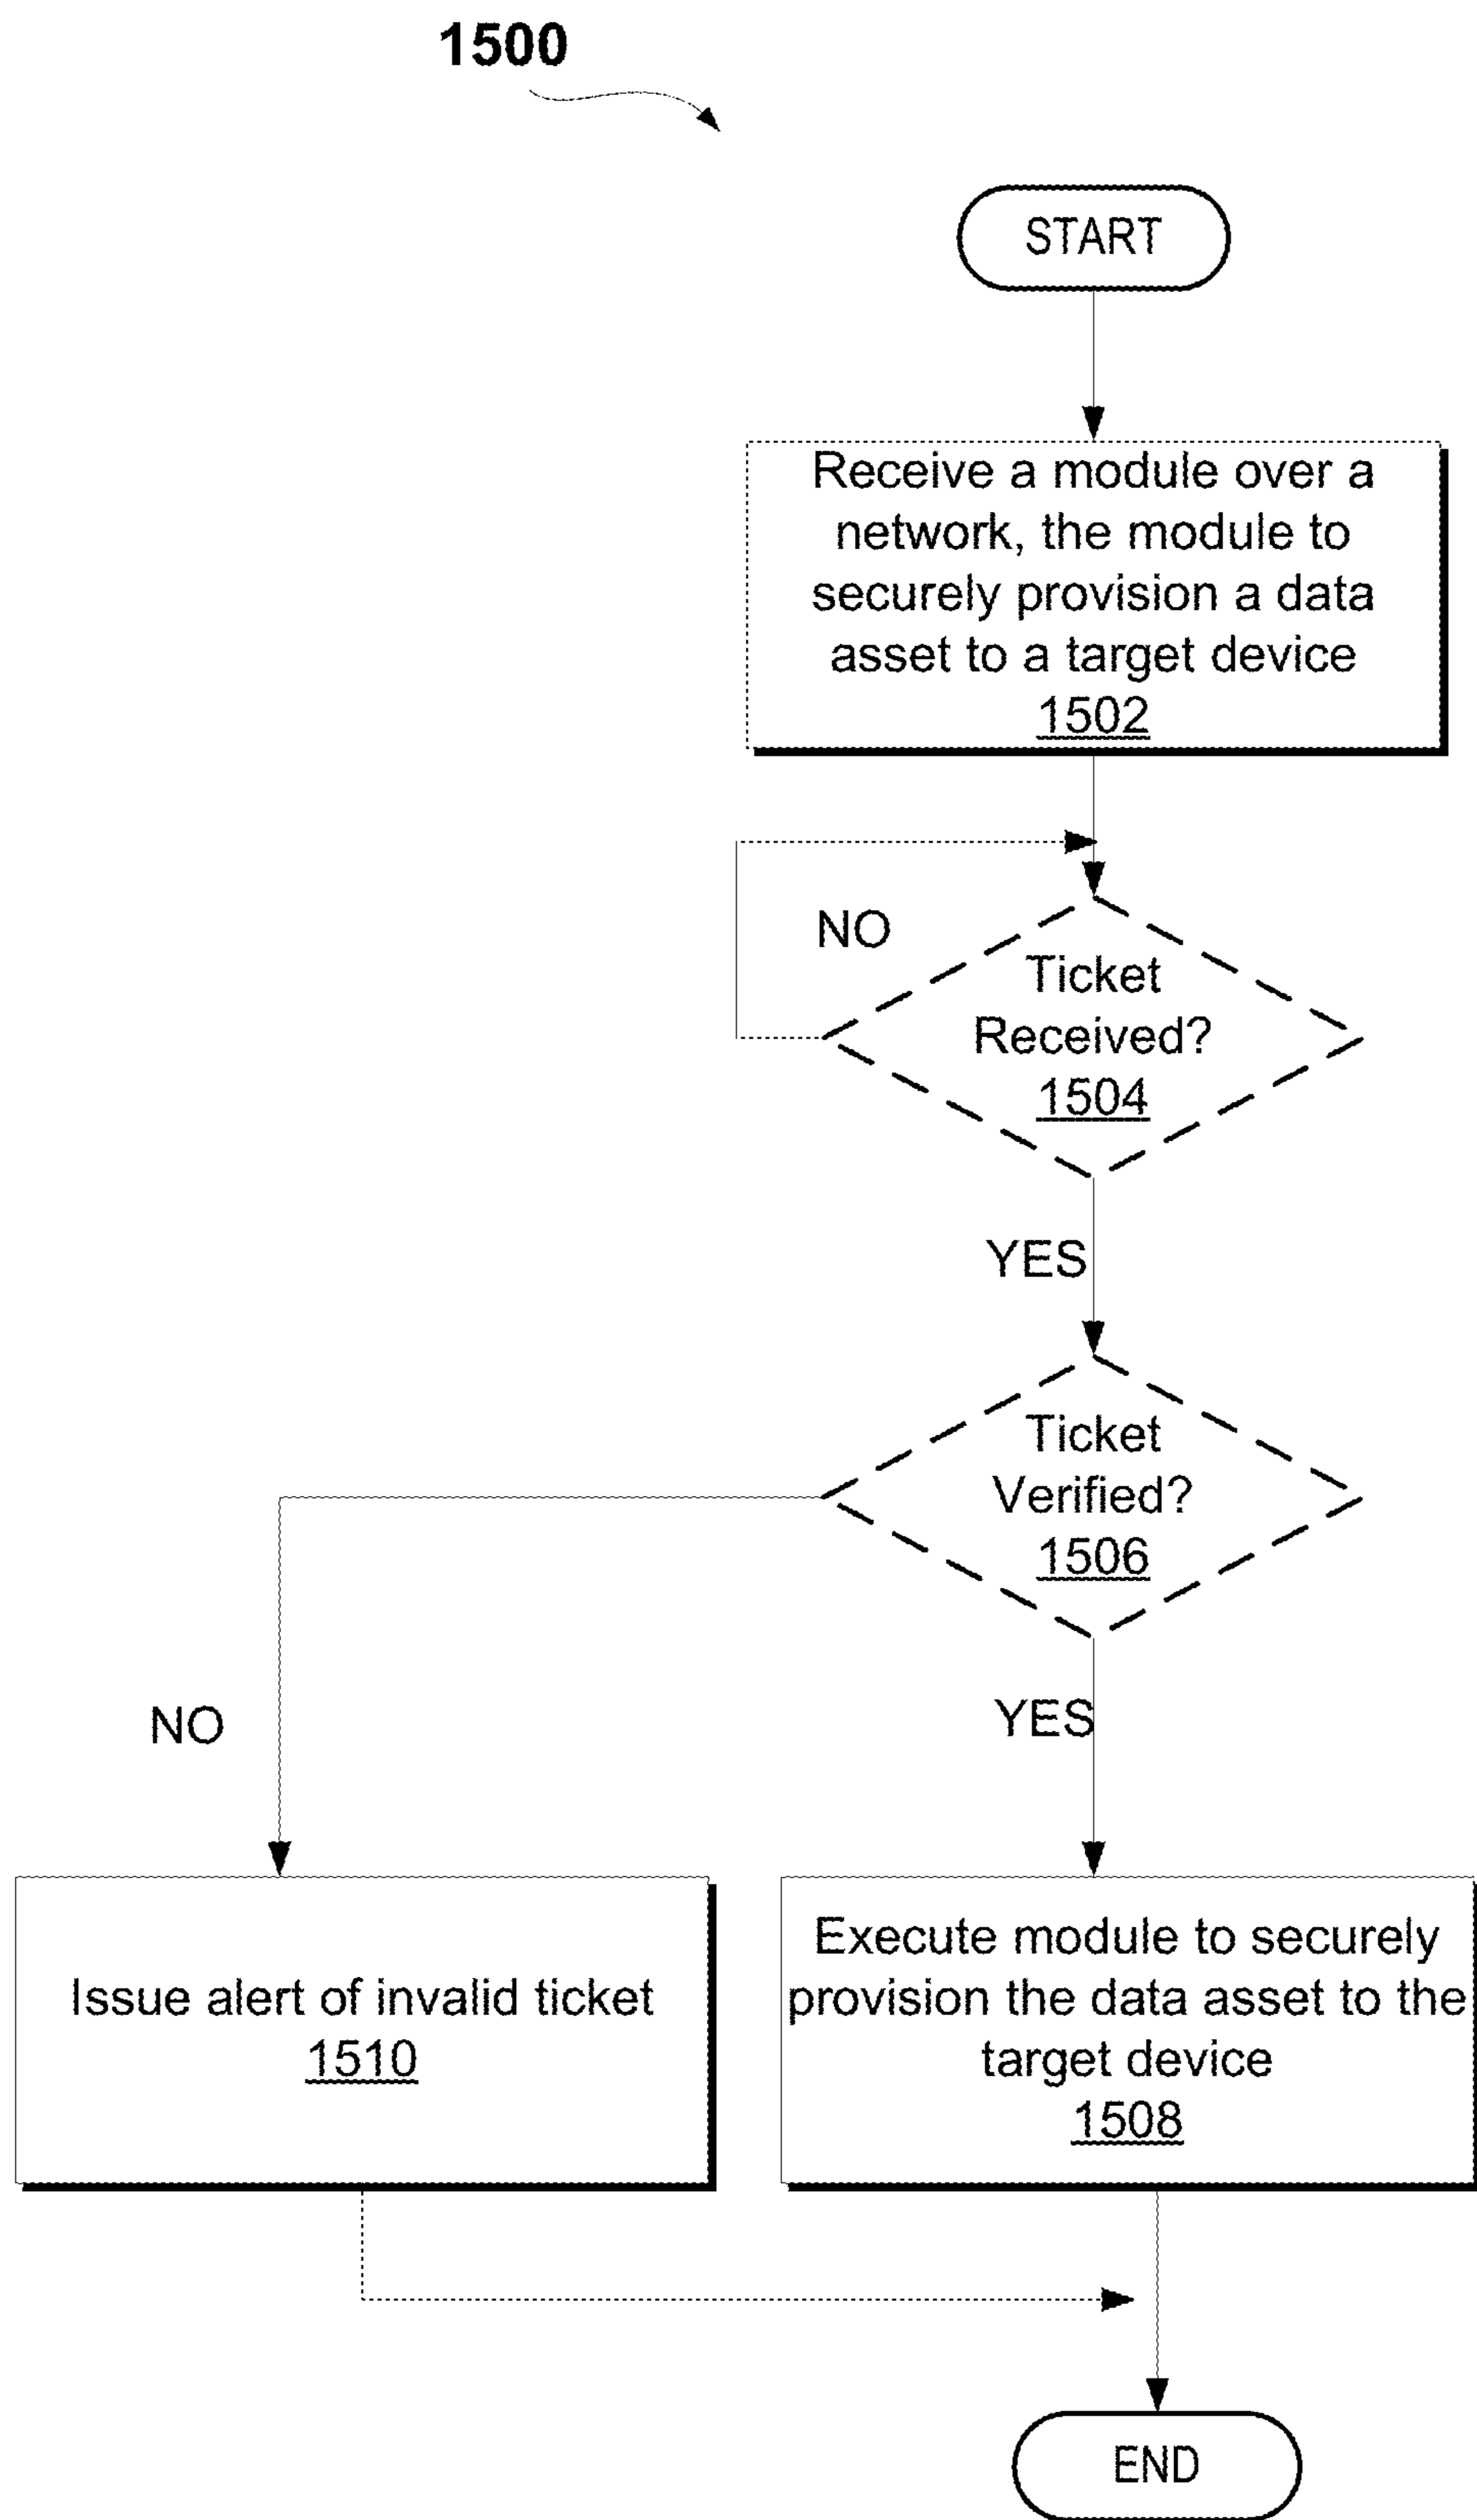 1500
START
Receive a module over a
network, the module to
securely provision a data
asset to a target device
1502
NO
Ticket
Received?
1504
YES
Ticket
Verified?
1506
NO
YES
Issue alert of invalid ticket
1510
Execute module to securely
provision the data asset to the
target device
1508
END